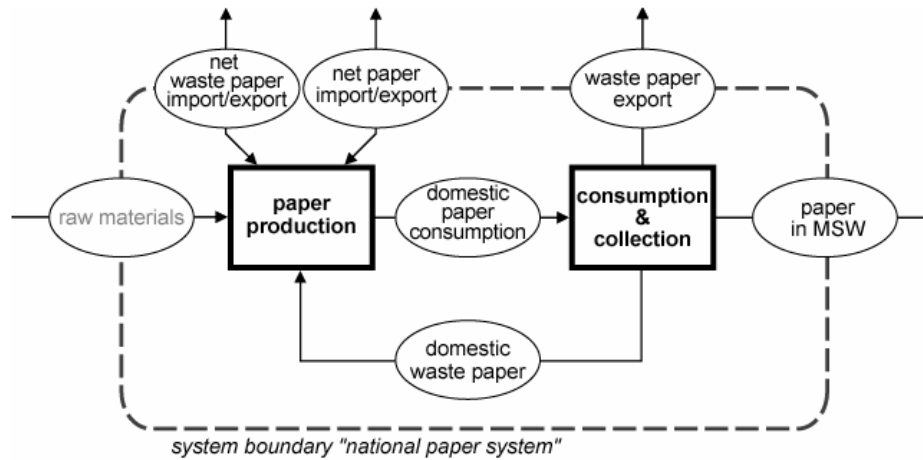 net
waste paper
import/export
net paper
import/export
waste paper
export
raw materials
paper
production
domestic
paper
consumption
consumption
&
collection
paper
in MSW
domestic
waste paper
system boundary "national paper system"